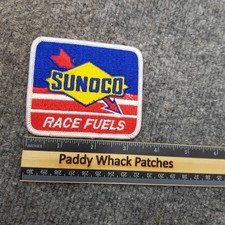 SUNOCO
RACE FUELS
Paddy Whack Patches